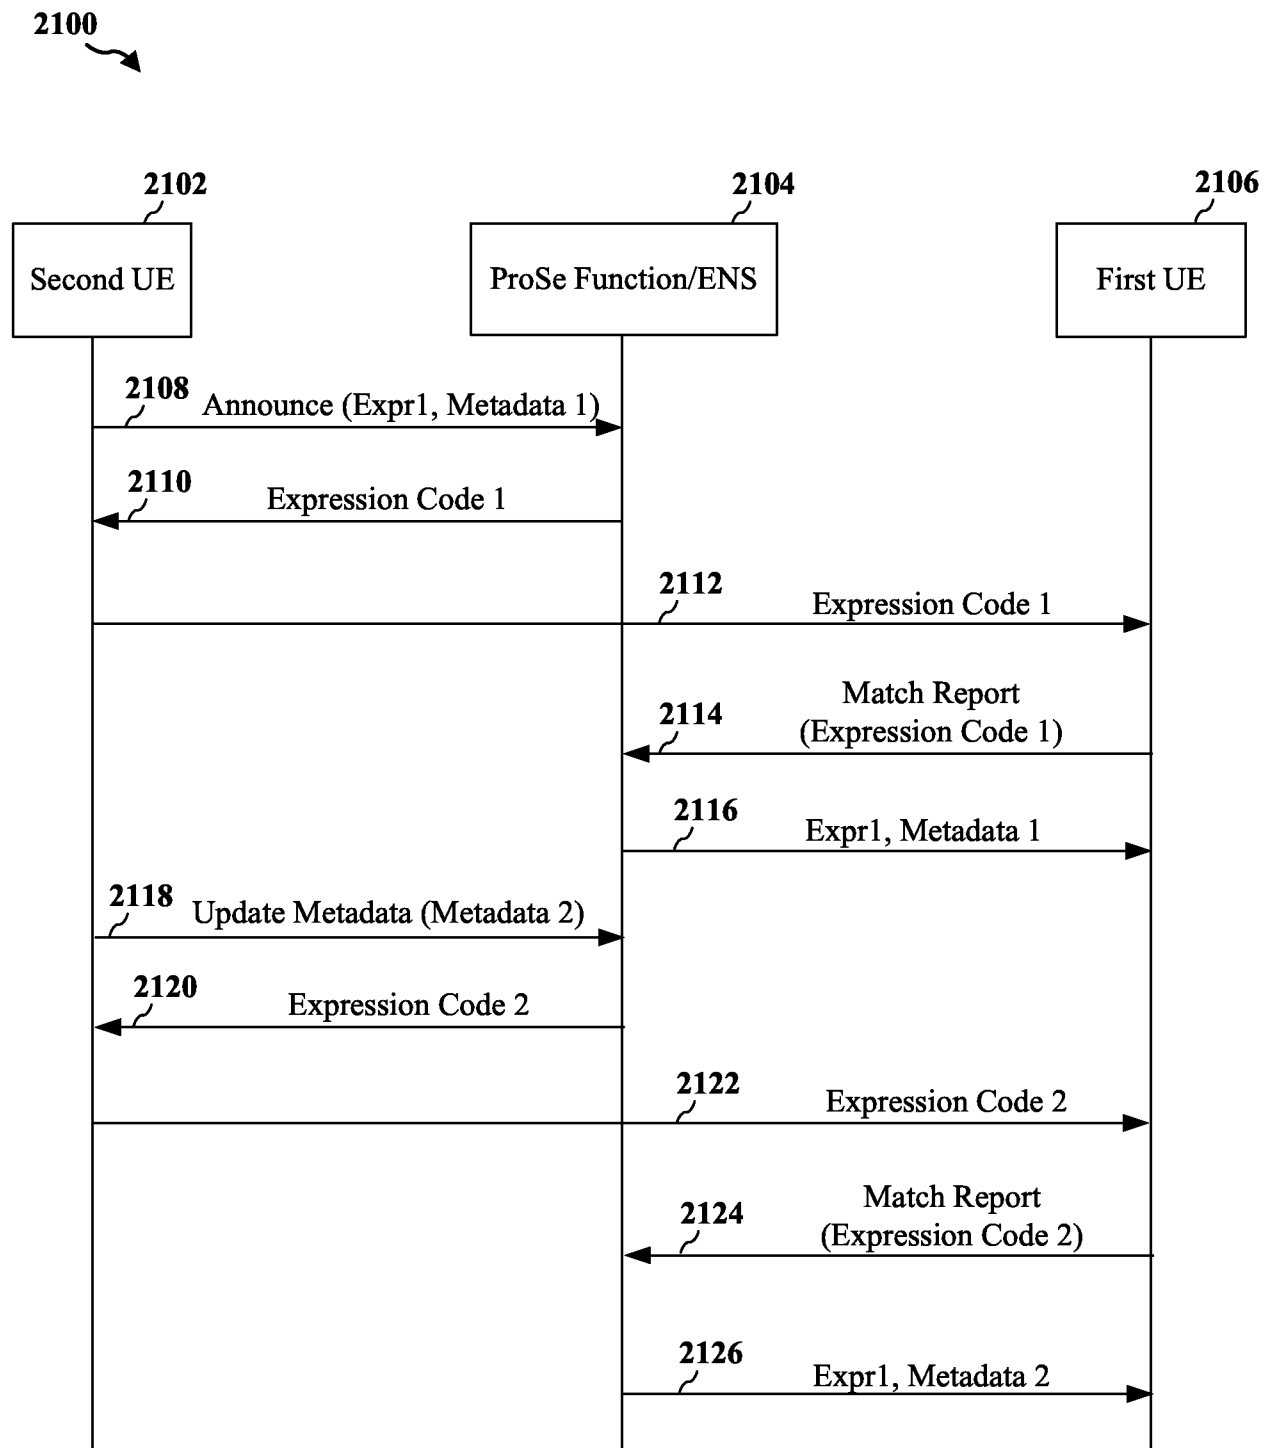 2100
2102
2104
2106
Second UE
ProSe Function/ENS
First UE
2108
Announce (Expr1, Metadata 1)
2110
Expression Code 1
2112
Expression Code 1
Match Report
2114
(Expression Code 1)
2116
Expr1, Metadata 1
2118
Update Metadata (Metadata 2)
2120
Expression Code 2
2122
Expression Code 2
Match Report
2124
(Expression Code 2)
2126
Expr1, Metadata 2